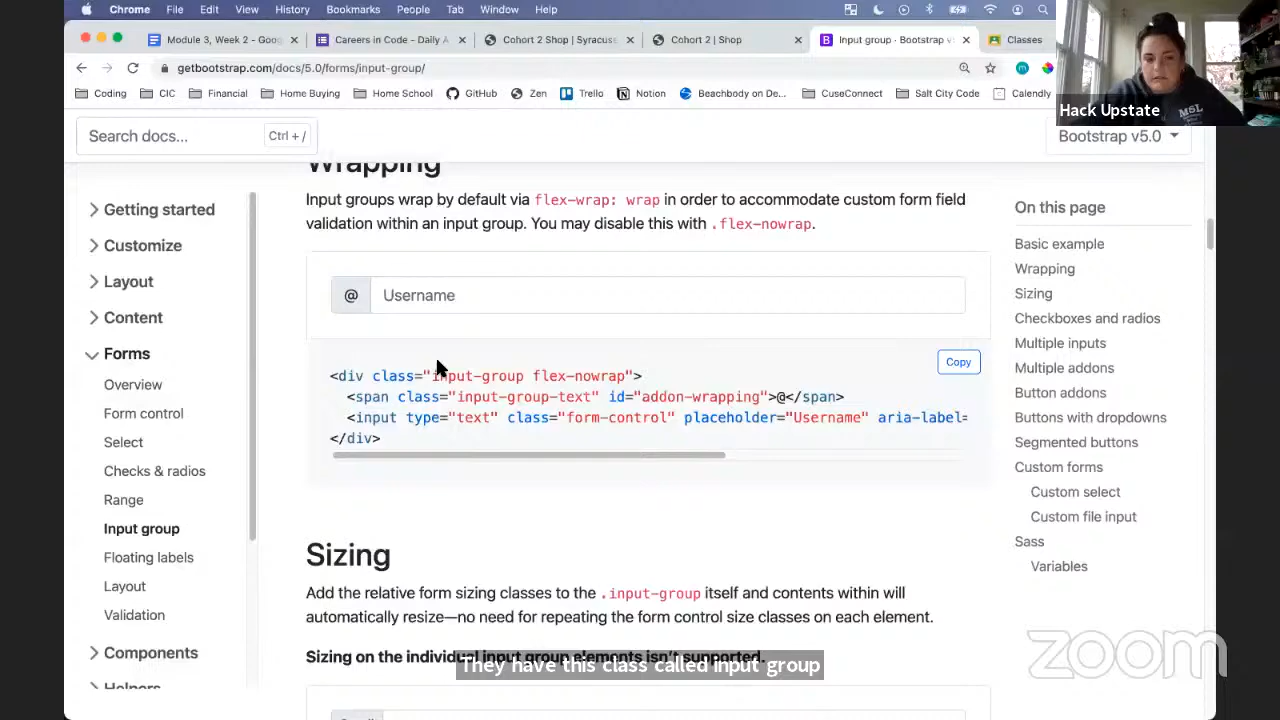 Chrome File Edit View History Bookmarks People Tab Window Help
Module 3, Week 2 - Goog
Careers in Code - Daily A
Cohort 2 Shop | Syracus
Cohort 2 | Shop
Input group · Bootstrap v
Classes
getbootstrap.com/docs/5.0/forms/input-group/
Coding CIC Financial Home Buying Home School GitHub Zen Trello Notion Beachbody on De... CuseConnect Salt City Code Calendly
Hack Upstate
MSL
Search docs... Ctrl + /
Bootstrap v5.0
Getting started
Customize
Layout
Content
Forms
Overview
Form control
Select
Checks & radios
Range
Input group
Floating labels
Layout
Validation
Components
Helpers
Wrapping
Input groups wrap by default via flex-wrap: wrap in order to accommodate custom form field
validation within an input group. You may disable this with .flex-nowrap.
@ Username
Copy
<div class="input-group flex-nowrap">
<span class="input-group-text" id="addon-wrapping">@</span>
<input type="text" class="form-control" placeholder="Username" aria-label=
</div>
Sizing
Add the relative form sizing classes to the .input-group itself and contents within will
automatically resize—no need for repeating the form control size classes on each element.
Sizing on the individual input group elements isn't supported.
They have this class called input group
On this page
Basic example
Wrapping
Sizing
Checkboxes and radios
Multiple inputs
Multiple addons
Button addons
Buttons with dropdowns
Segmented buttons
Custom forms
Custom select
Custom file input
Sass
Variables
zoom